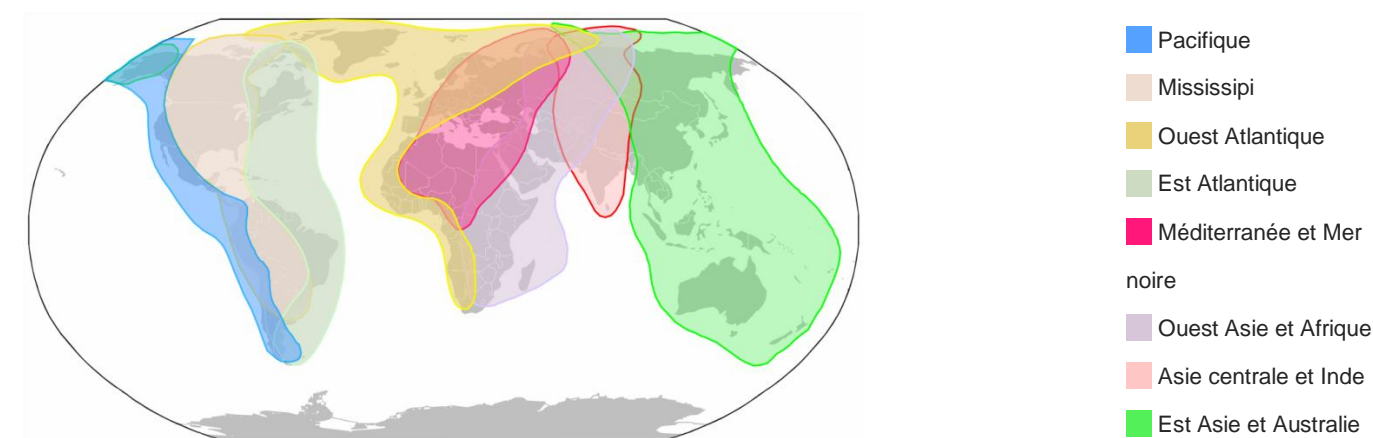 Pacifique
Mississipi
Ouest Atlantique
Est Atlantique
Méditerranée et Mer
noire
Ouest Asie et Afrique
Asie centrale et Inde
Est Asie et Australie